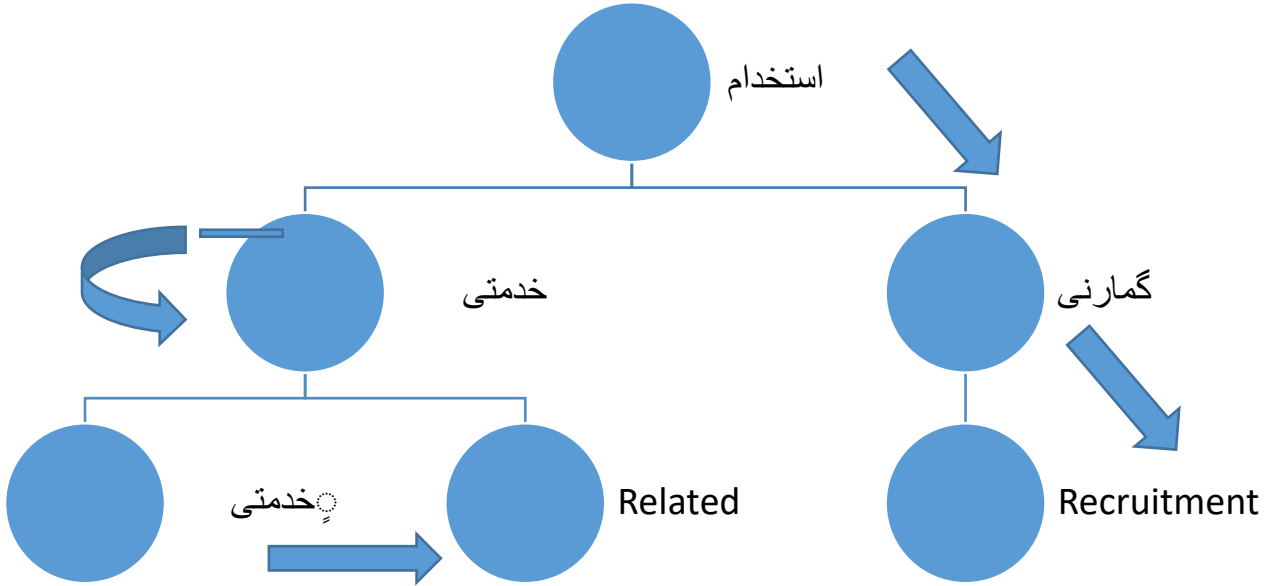 استخدام
خدمتی
گمارنی
ٍخدمتی
Related
Recruitment